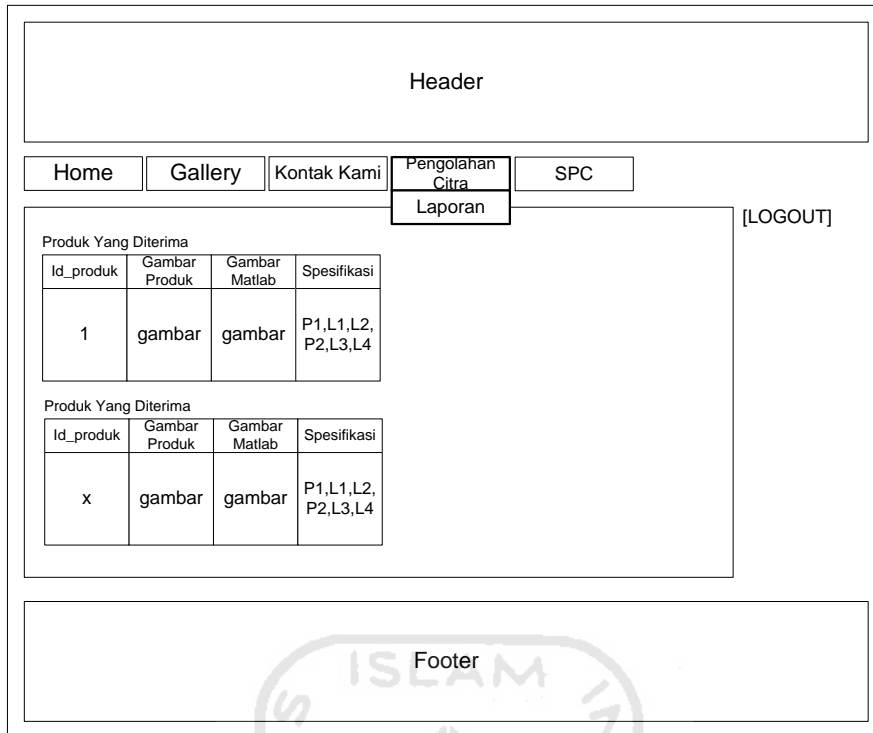 Header
Home
Gallery
Kontak Kami
Pengolahan
Citra
SPC
Laporan
[LOGOUT]
Produk Yang Diterima
Id_produk
Gambar
Produk
Gambar
Matlab
Spesifikasi
1
gambar
gambar
P1,L1,L2,
P2,L3,L4
Produk Yang Diterima
Id_produk
Gambar
Produk
Gambar
Matlab
Spesifikasi
x
gambar
gambar
P1,L1,L2,
P2,L3,L4
Footer
ISLAM